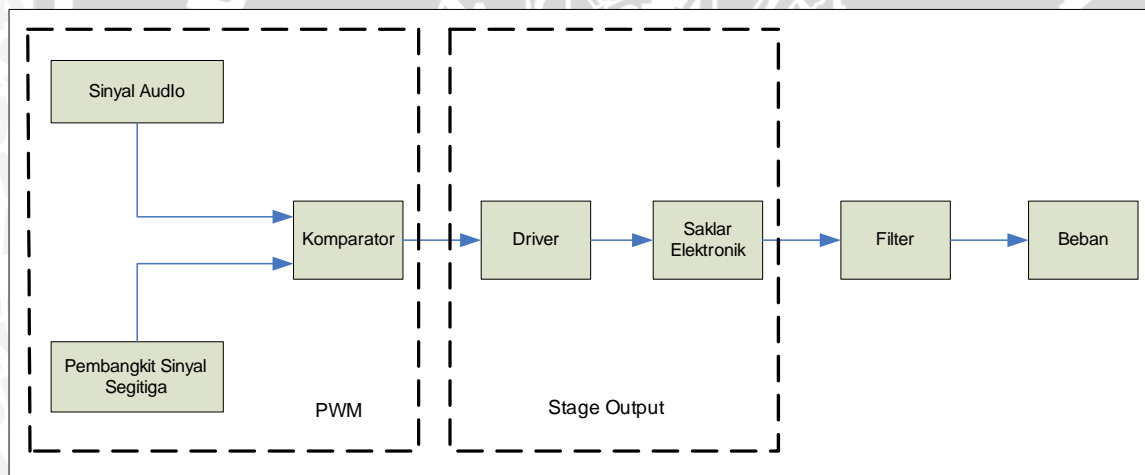 Sinyal AudIo
Komparator
Pembangkit Sinyal
Segitiga
PWM
Driver
Saklar
Elektronik
Stage Output
Filter
Beban